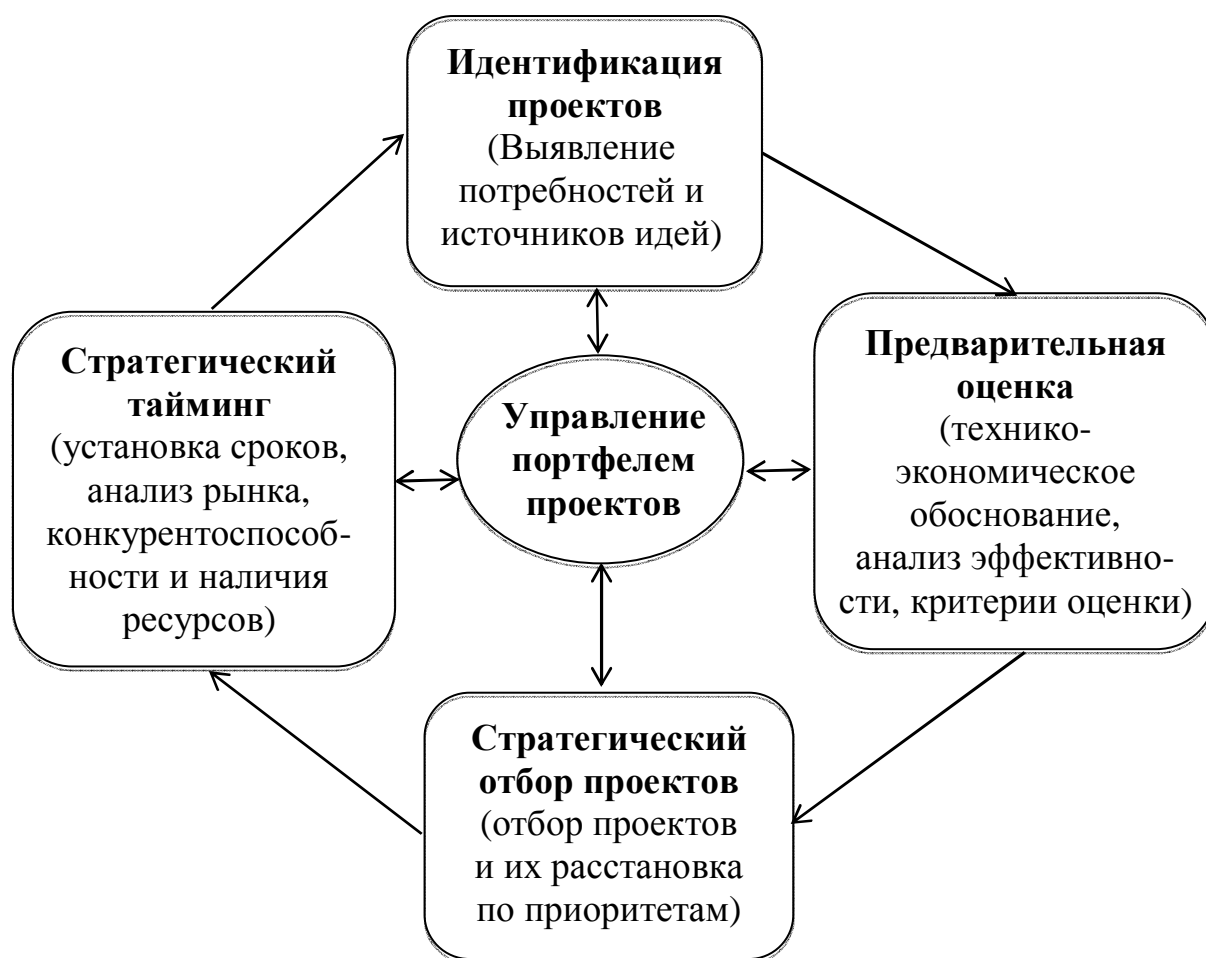 Идентификация
проектов
(Выявление
потребностей и
источников идей)
Стратегический
тайминг
(установка сроков,
анализ рынка,
конкурентоспособ-
ности и наличия
ресурсов)
Управление
портфелем
проектов
Предварительная
оценка
(технико-
экономическое
обоснование,
анализ эффективно-
сти, критерии оценки)
Стратегический
отбор проектов
(отбор проектов
и их расстановка
по приоритетам)